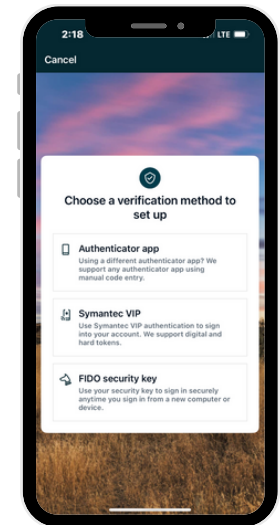 2:18
LTE
Cancel
Choose a verification method to
set up
Authenticator app
Using a different authenticator app? We
support any authenticator app using
manual code entry.
Symantec VIP
Use Symantec VIP authentication to sign
into your account. We support digital and
hard tokens.
FIDO security key
Use your security key to sign in securely
anytime you sign in from a new computer or
device.